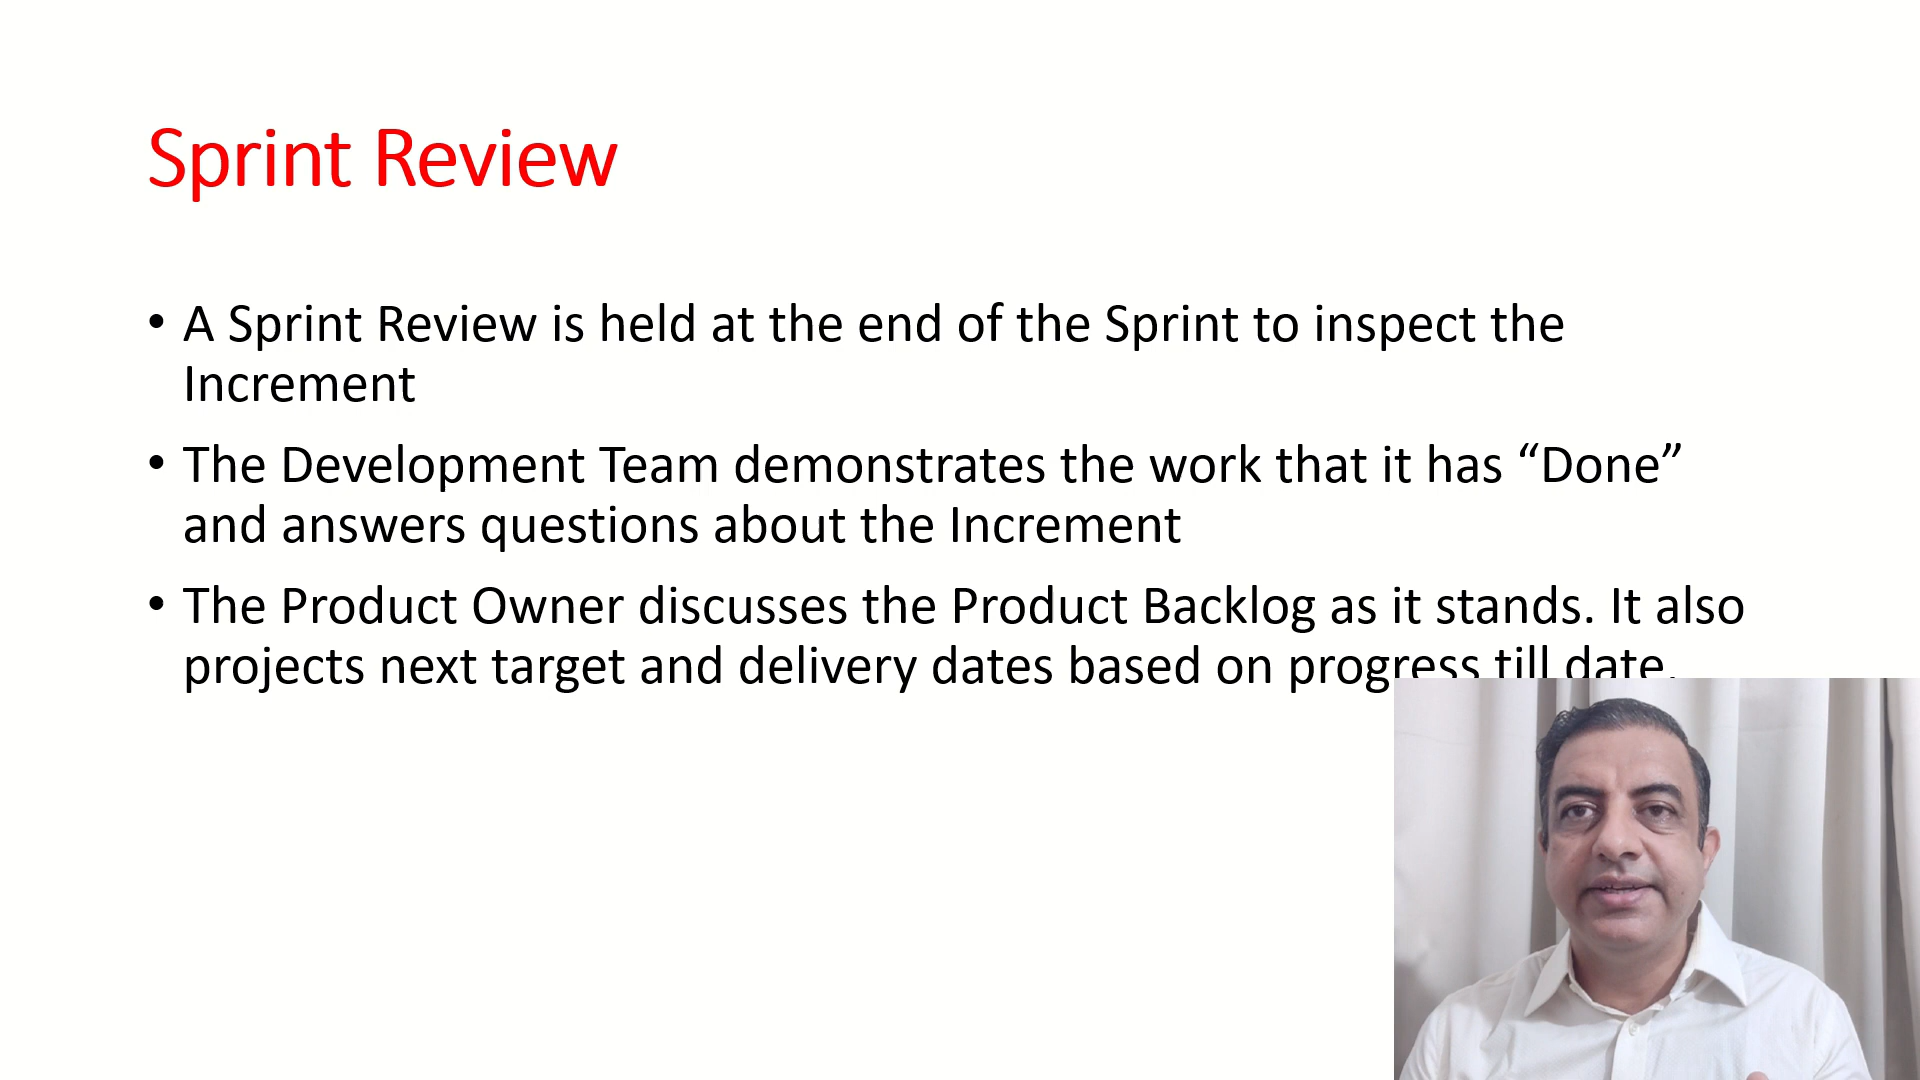 Sprint Review
• A Sprint Review is held at the end of the Sprint to inspect the
Increment
• The Development Team demonstrates the work that it has “Done”
and answers questions about the Increment
• The Product Owner discusses the Product Backlog as it stands. It also
projects next target and delivery dates based on progress till date.